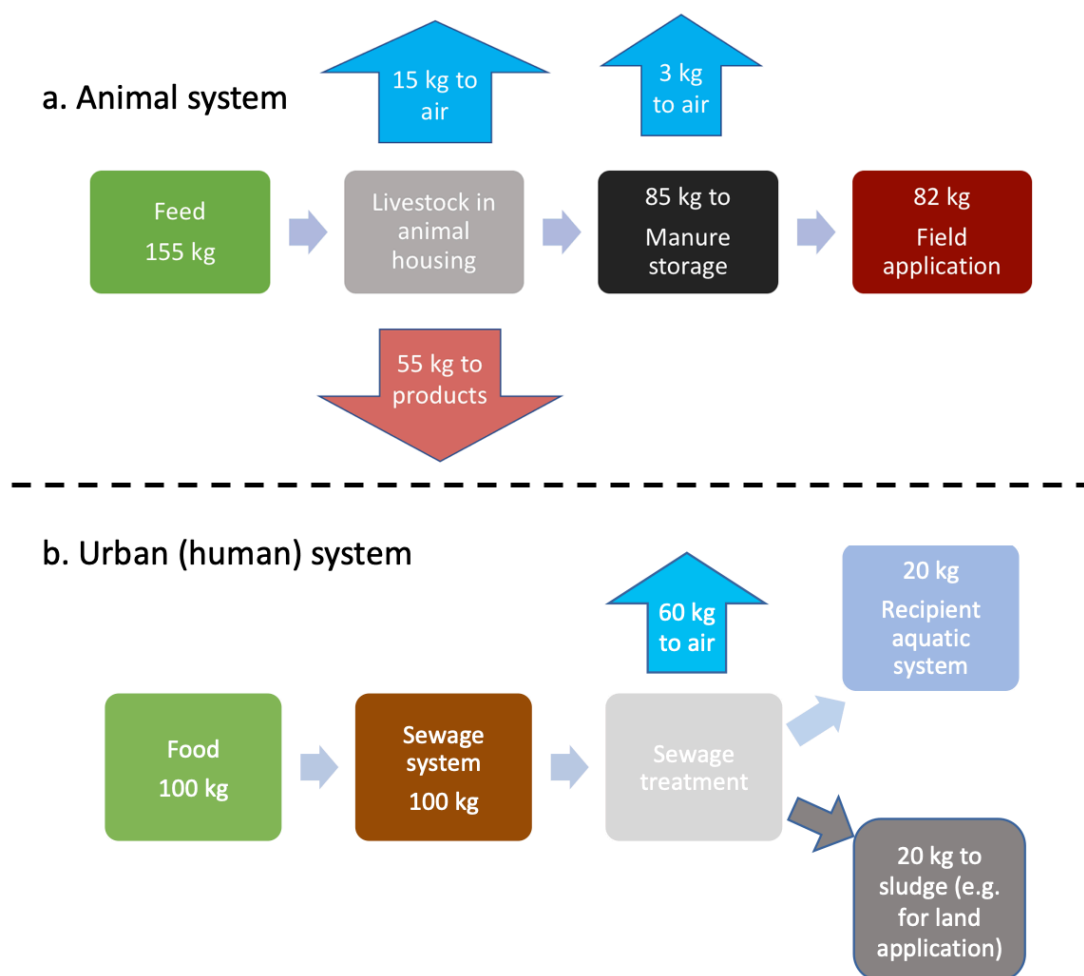 a. Animal system
15 kg to
air
3 kg
to air
Feed
155 kg
Livestock in
animal
housing
85 kg to
Manure
storage
82 kg
Field
application
55 kg to
products
b. Urban (human) system
60 kg
to air
20 kg
Recipient
aquatic
system
Food
100 kg
Sewage
system
100 kg
Sewage
treatment
20 kg to
sludge (e.g.
for land
application)